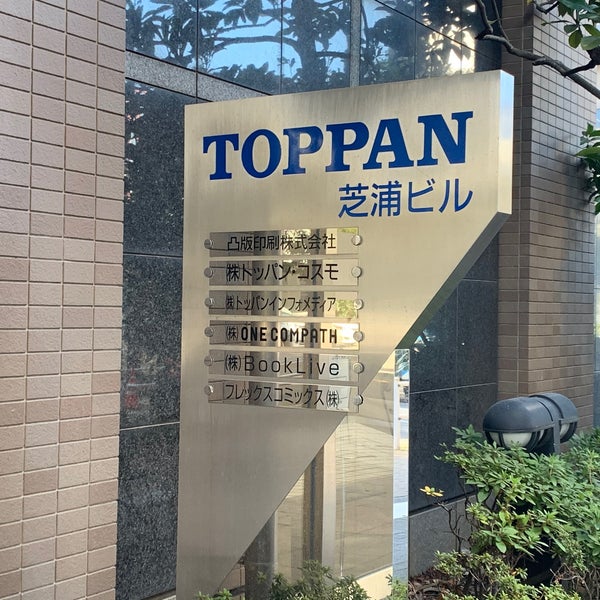 TOPPAN
芝浦ビル
凸版印刷株式会社
㈱トッパン・コスモ
㈱トッパンインフォメディア
㈱ONE COMPATH
㈱BookLive
フレックスコミックス㈱